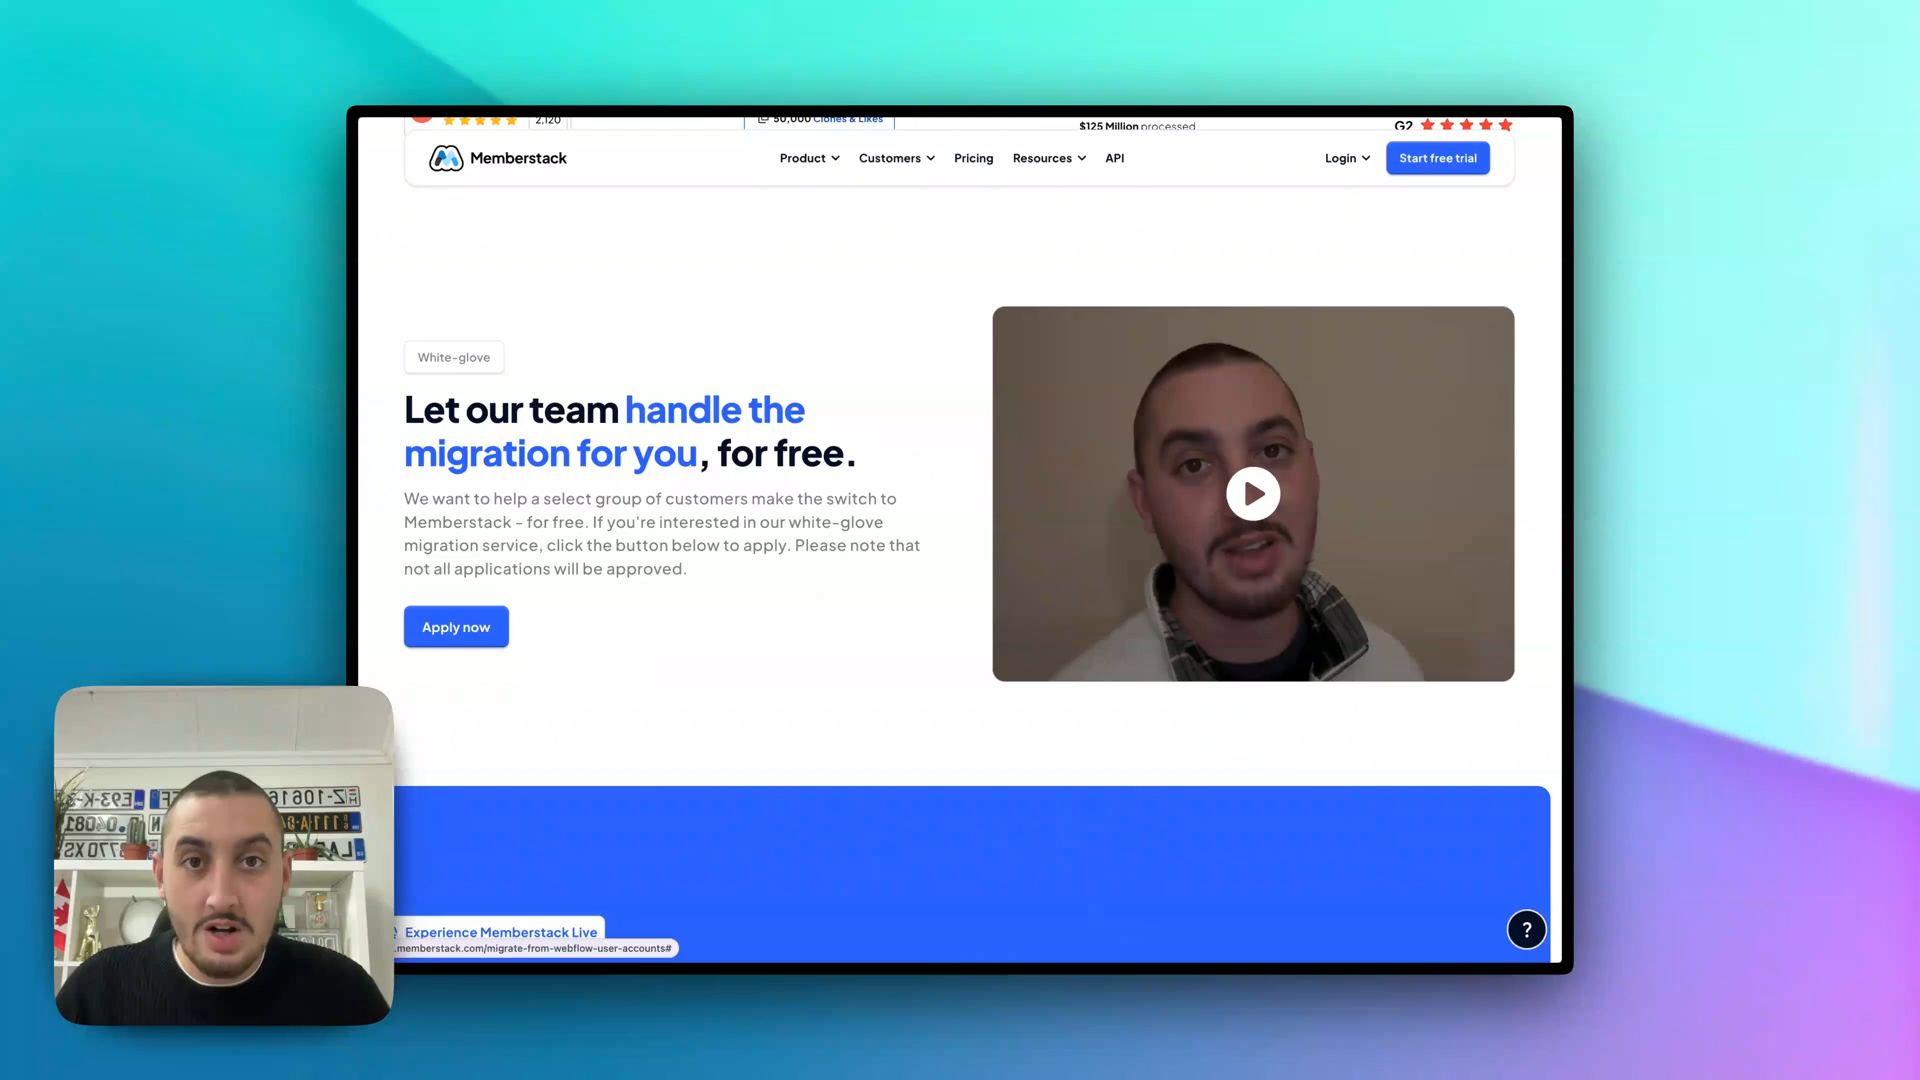 2,120
50,000 Clones & Likes
$125 Million processed
G2
Memberstack
Product
Customers
Pricing
Resources
API
Login
Start free trial
White-glove
Let our team handle the
migration for you, for free.
We want to help a select group of customers make the switch to
Memberstack - for free. If you're interested in our white-glove
migration service, click the button below to apply. Please note that
not all applications will be approved.
Apply now
Experience Memberstack Live
.memberstack.com/migrate-from-webflow-user-accounts#
?